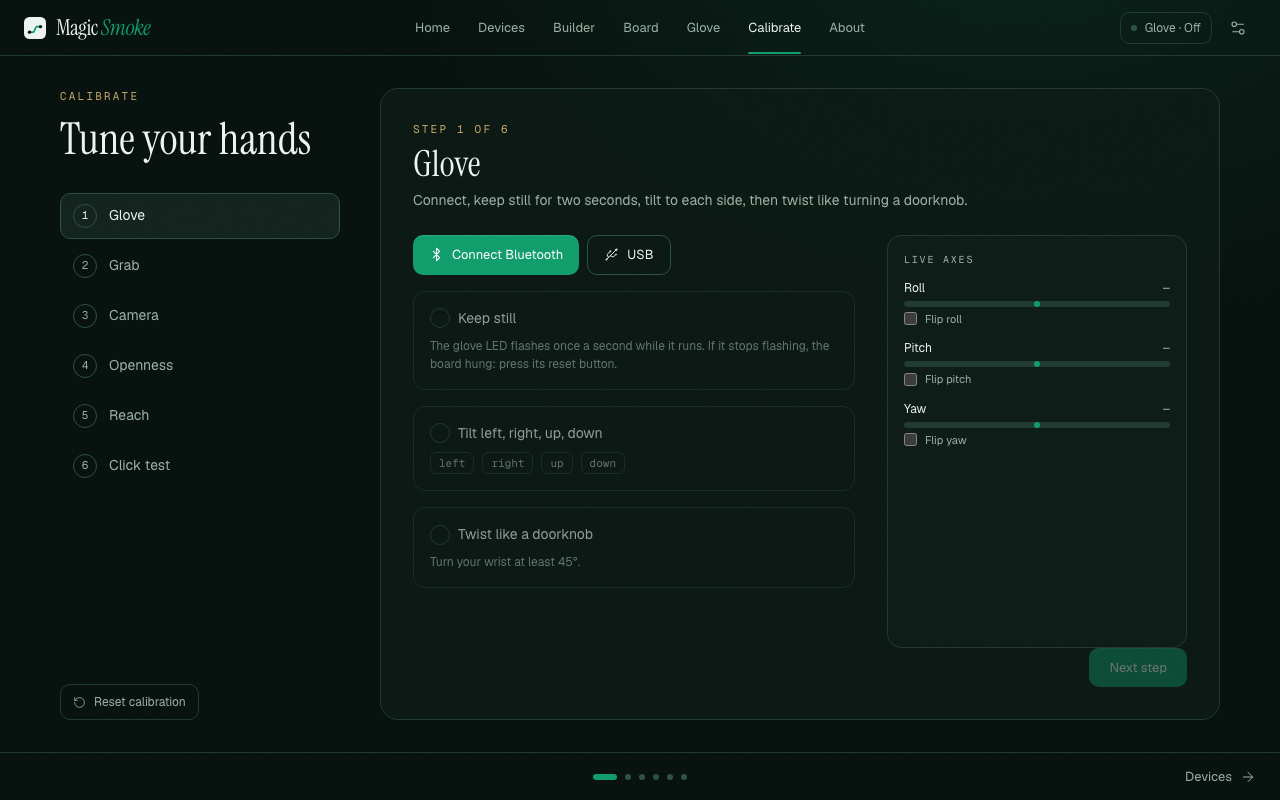 Magic Smoke
Home
Devices
Builder
Board
Glove
Calibrate
About
Glove · Off
CALIBRATE
Tune your hands
1 Glove
2 Grab
3 Camera
4 Openness
5 Reach
6 Click test
Reset calibration
STEP 1 OF 6
Glove
Connect, keep still for two seconds, tilt to each side, then twist like turning a doorknob.
Connect Bluetooth
USB
Keep still
The glove LED flashes once a second while it runs. If it stops flashing, the
board hung: press its reset button.
Tilt left, right, up, down
left right up down
Twist like a doorknob
Turn your wrist at least 45°.
LIVE AXES
Roll –
Flip roll
Pitch –
Flip pitch
Yaw –
Flip yaw
Next step
Devices